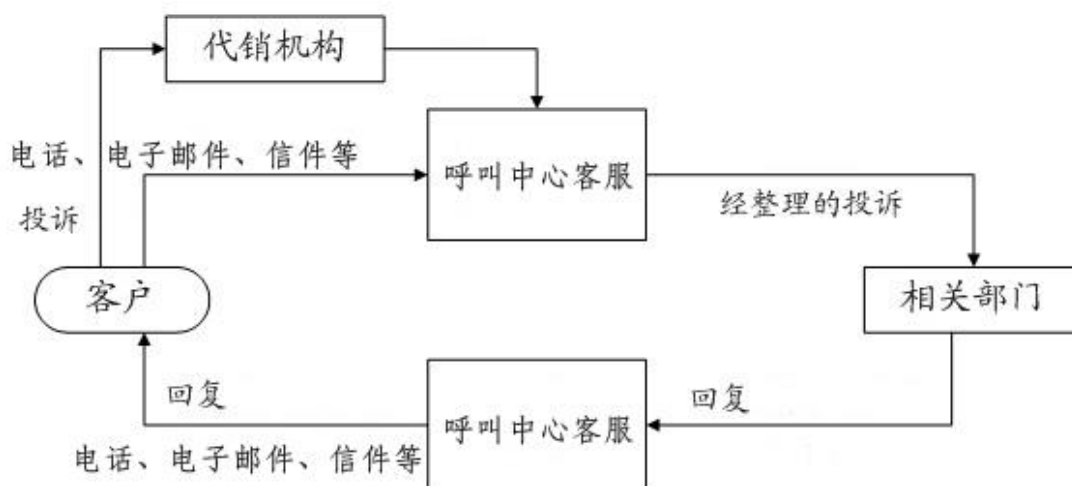 代销机构
电话、电子邮件、信件等
呼叫中心客服
投诉
经整理的投诉
客户
相关部门
回复
呼叫中心客服
回复
电话、电子邮件、信件等